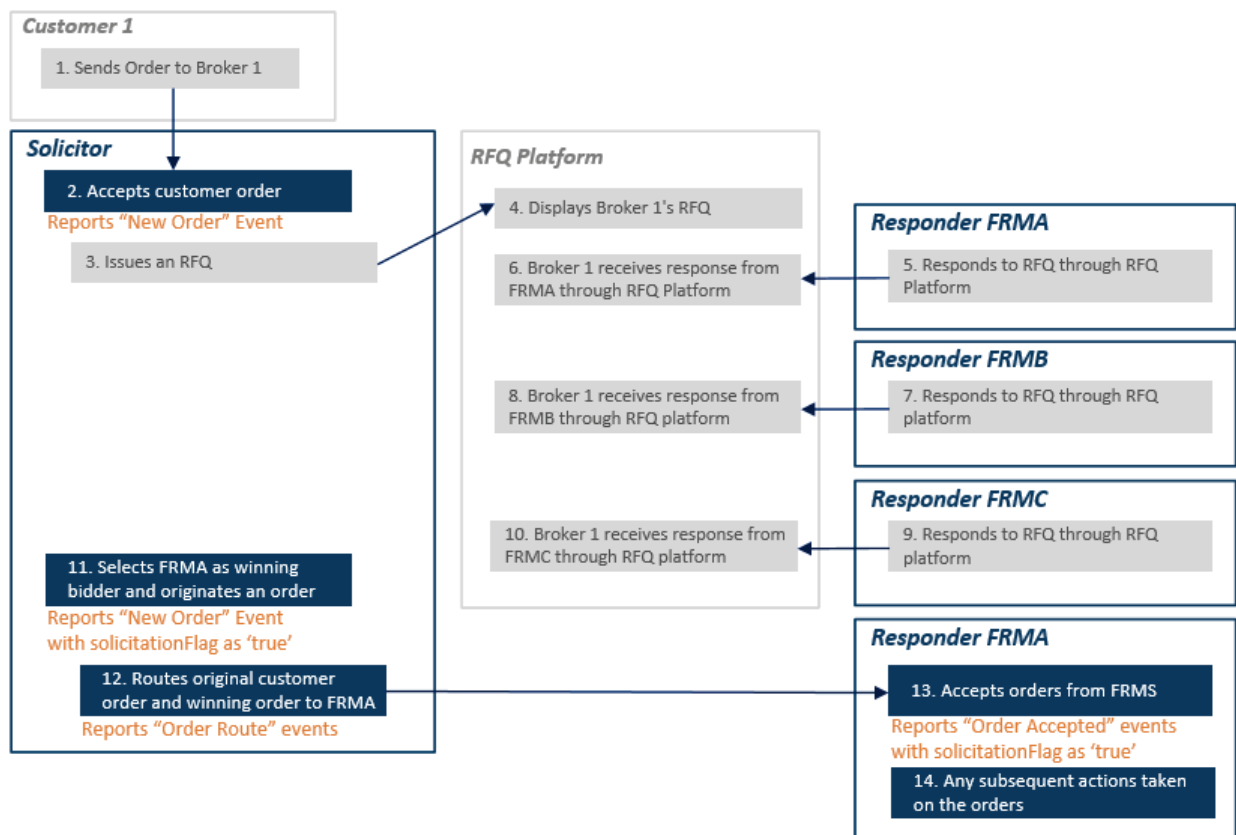 Customer 1
1. Sends Order to Broker 1
Solicitor
2. Accepts customer order
Reports “New Order” Event
3. Issues an RFQ
RFQ Platform
4. Displays Broker 1's RFQ
Responder FRMA
5. Responds to RFQ through RFQ
Platform
6. Broker 1 receives response from
FRMA through RFQ Platform
Responder FRMB
7. Responds to RFQ through RFQ
platform
8. Broker 1 receives response from
FRMB through RFQ platform
Responder FRMC
9. Responds to RFQ through RFQ
platform
10. Broker 1 receives response from
FRMC through RFQ platform
11. Selects FRMA as winning
bidder and originates an order
Reports “New Order” Event
with solicitationFlag as ‘true’
12. Routes original customer
order and winning order to FRMA
Reports “Order Route” events
Responder FRMA
13. Accepts orders from FRMS
Reports “Order Accepted” events
with solicitationFlag as ‘true’
14. Any subsequent actions taken
on the orders